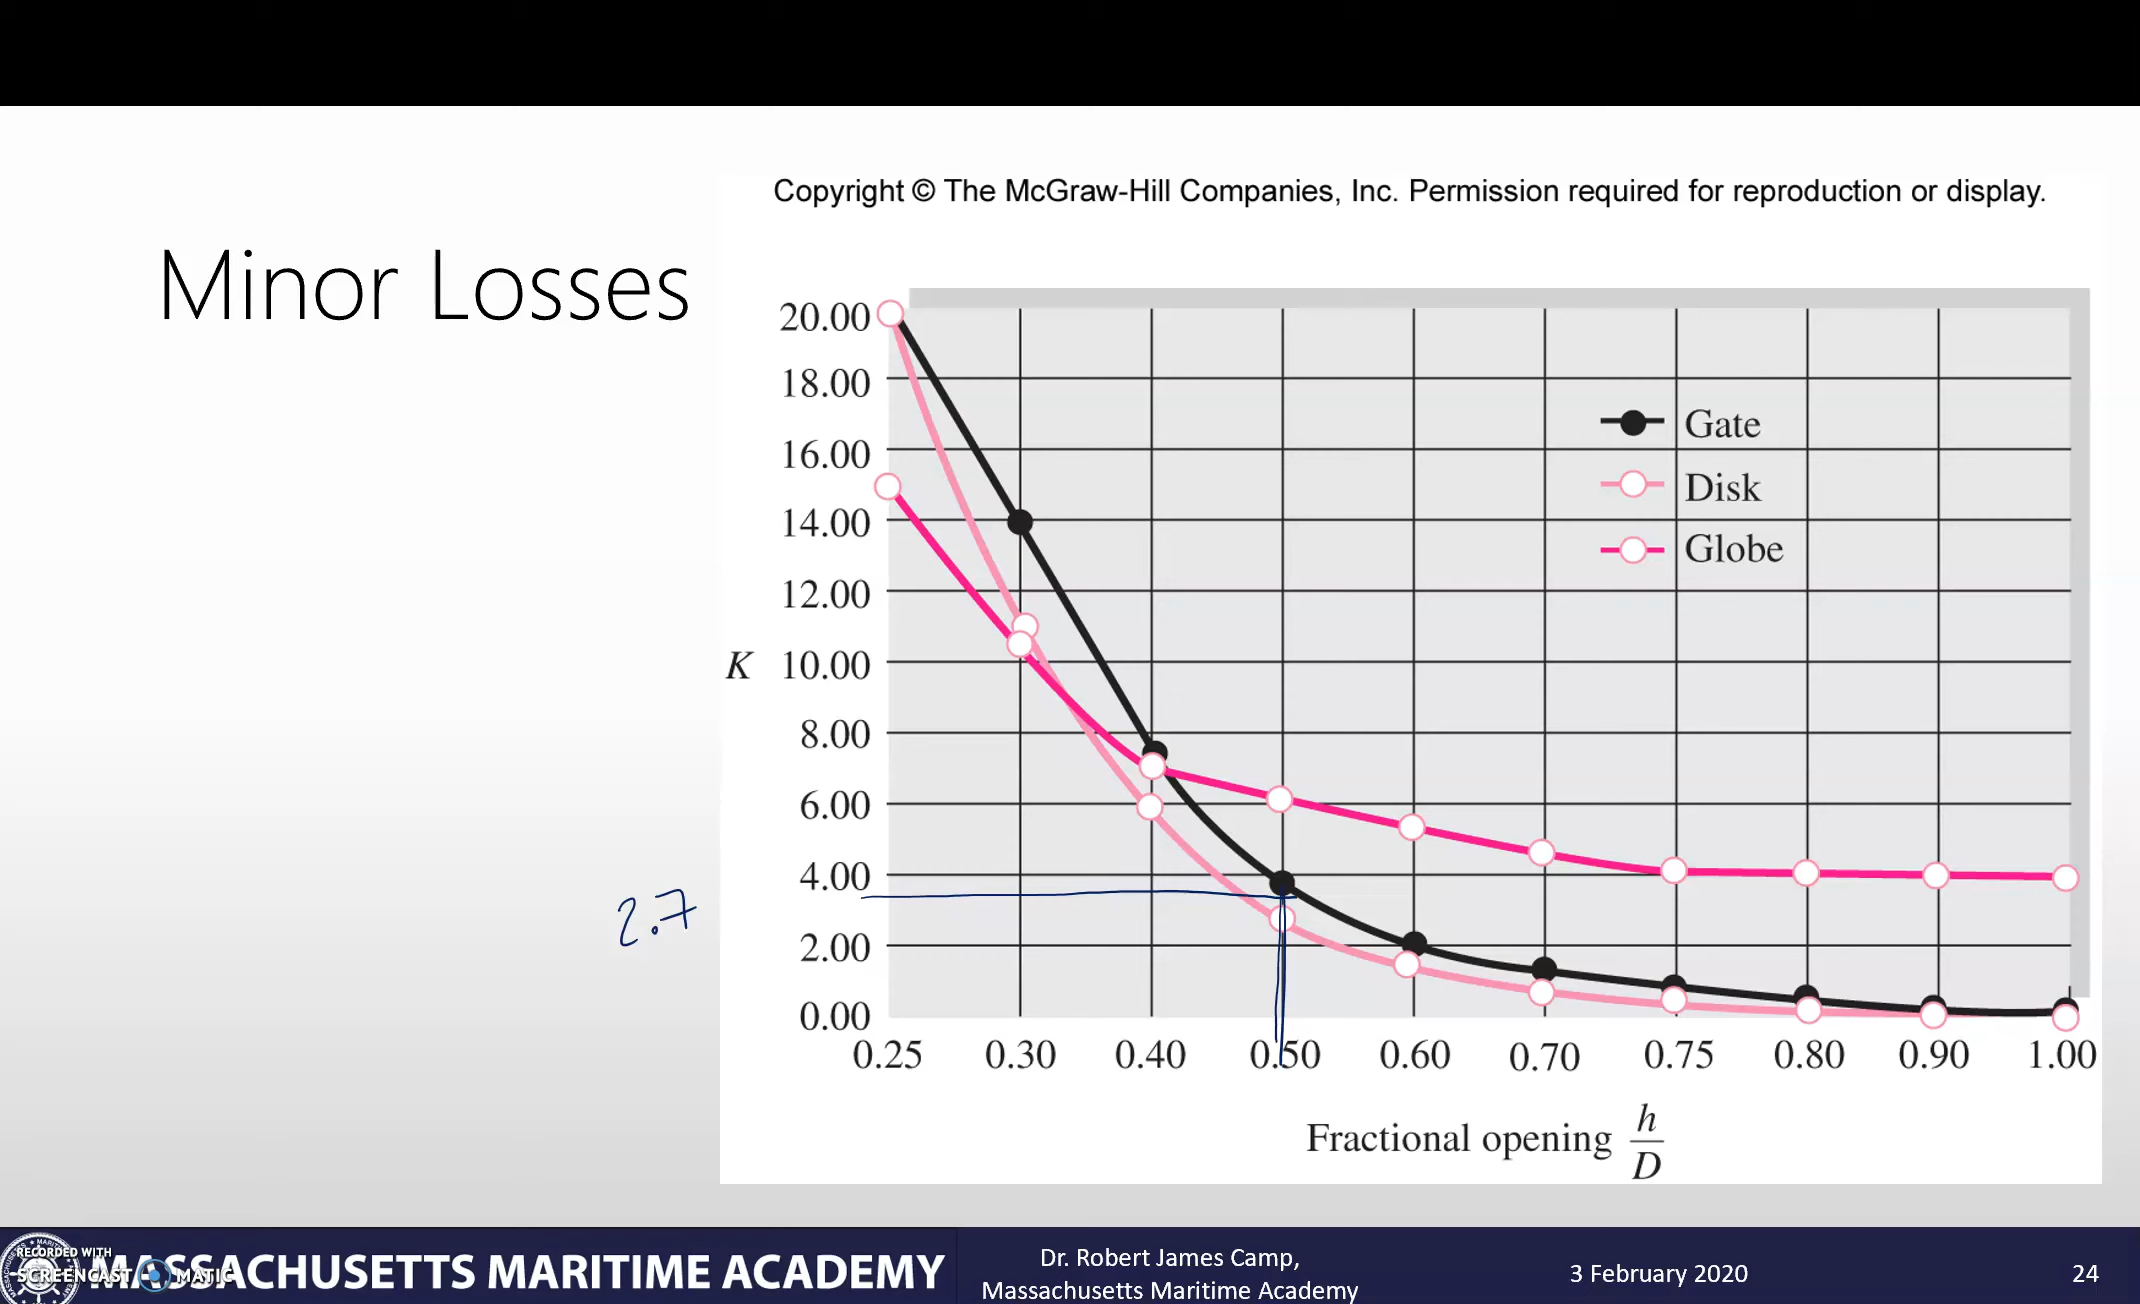 Copyright © The McGraw-Hill Companies, Inc. Permission required for reproduction or display.
Minor Losses
20.00
18.00
16.00
14.00
12.00
K 10.00
8.00
6.00
4.00
2.00
0.00
Gate
Disk
Globe
2.7
0.25 0.30 0.40 0.50 0.60 0.70 0.75 0.80 0.90 1.00
Fractional opening h
D
RECORDED WITH
SCREENCAST MATIC
MASSACHUSETTS MARITIME ACADEMY
Dr. Robert James Camp,
Massachusetts Maritime Academy
3 February 2020
24